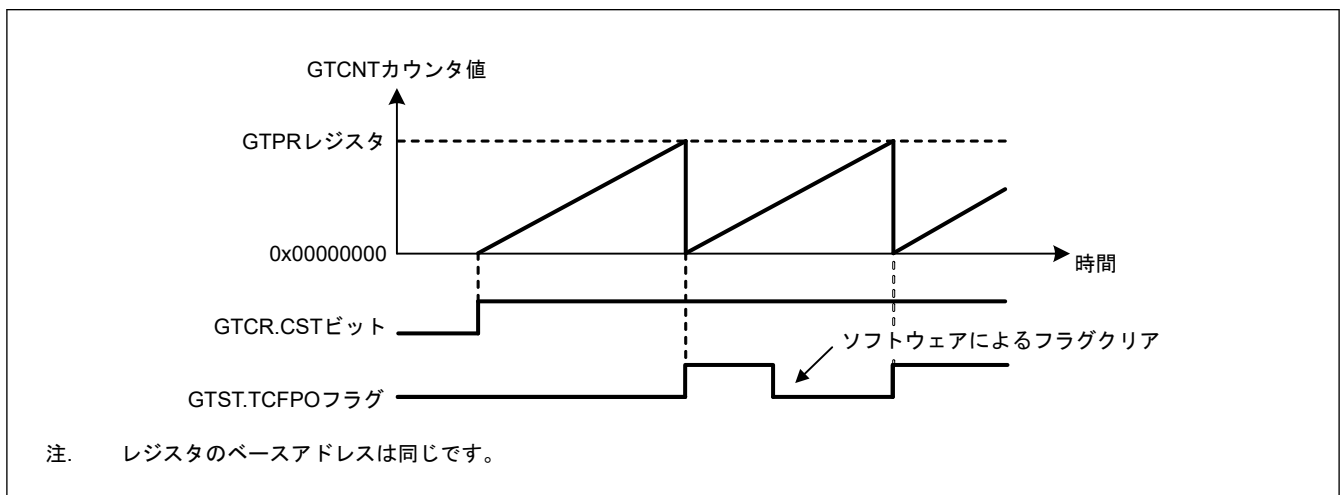 GTCNTカウンタ値
GTPRレジスタ
0x00000000
時間
GTCR.CSTビット
ソフトウェアによるフラグクリア
GTST.TCFPOフラグ
注. レジスタのベースアドレスは同じです。